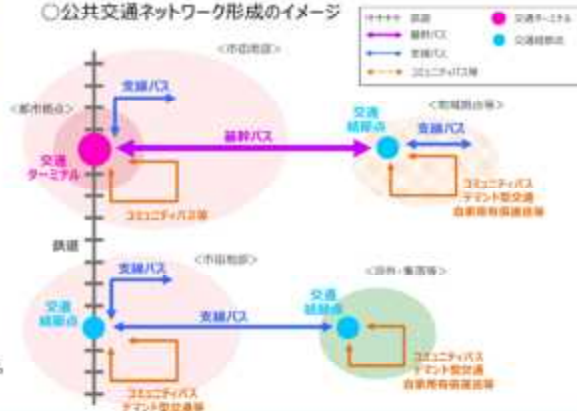 ○公共交通ネットワーク形成のイメージ
鉄道
基幹バス
支線バス
コミュニティバス等
交通ターミナル
交通結節点
<市街地部>
<都市拠点>
支線バス
交通
ターミナル
基幹バス
コミュニティバス等
交通
結節点
<地域拠点等>
支線バス
コミュニティバス
デマンド型交通
自家用有償運送等
鉄道
<市街地部>
支線バス
交通
結節点
支線バス
コミュニティバス
デマンド型交通等
<郊外・集落等>
交通
結節点
コミュニティバス
デマンド型交通
自家用有償運送等